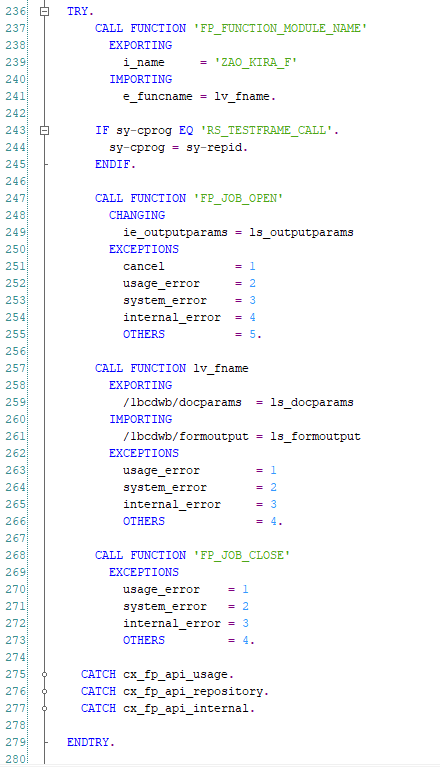 236 TRY.
237 CALL FUNCTION 'FP_FUNCTION_MODULE_NAME'
238 EXPORTING
239 i_name = 'ZAO_KIRA_F'
240 IMPORTING
241 e_funcname = lv_fname.
242
243 IF sy-cprog EQ 'RS_TESTFRAME_CALL'.
244 sy-cprog = sy-repid.
245 ENDIF.
246
247 CALL FUNCTION 'FP_JOB_OPEN'
248 CHANGING
249 ie_outputparams = ls_outputparams
250 EXCEPTIONS
251 cancel = 1
252 usage_error = 2
253 system_error = 3
254 internal_error = 4
255 OTHERS = 5.
256
257 CALL FUNCTION lv_fname
258 EXPORTING
259 /1bcdwb/docparams = ls_docparams
260 IMPORTING
261 /1bcdwb/formoutput = ls_formoutput
262 EXCEPTIONS
263 usage_error = 1
264 system_error = 2
265 internal_error = 3
266 OTHERS = 4.
267
268 CALL FUNCTION 'FP_JOB_CLOSE'
269 EXCEPTIONS
270 usage_error = 1
271 system_error = 2
272 internal_error = 3
273 OTHERS = 4.
274
275 CATCH cx_fp_api_usage.
276 CATCH cx_fp_api_repository.
277 CATCH cx_fp_api_internal.
278
279 ENDTRY.
280